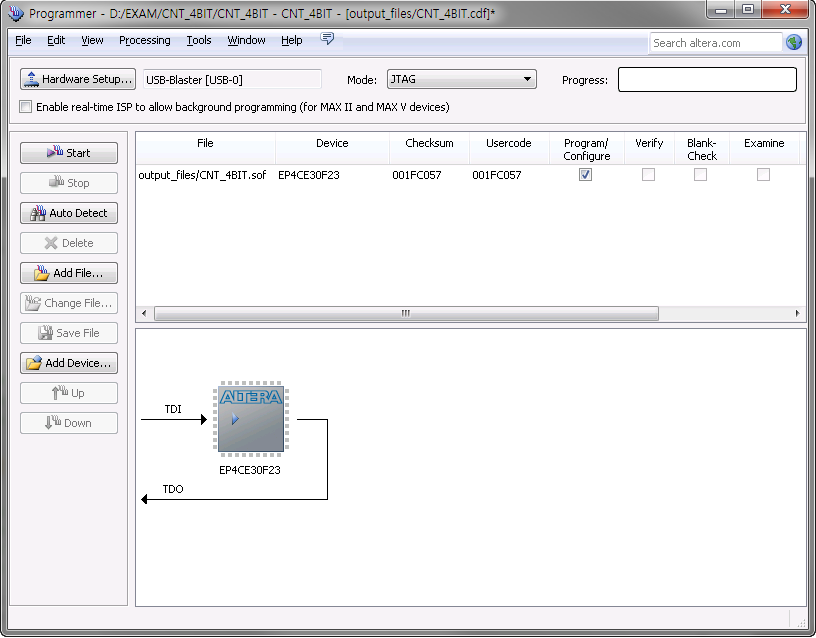 Programmer - D:/EXAM/CNT_4BIT/CNT_4BIT - CNT_4BIT - [output_files/CNT_4BIT.cdf]*
File Edit View Processing Tools Window Help
Search altera.com
Hardware Setup... USB-Blaster [USB-0] Mode: JTAG Progress:
Enable real-time ISP to allow background programming (for MAX II and MAX V devices)
Start
Stop
Auto Detect
Delete
Add File...
Change File...
Save File
Add Device...
Up
Down
File Device Checksum Usercode Program/ Configure Verify Blank- Check Examine
output_files/CNT_4BIT.sof EP4CE30F23 001FC057 001FC057
TDI
ALTERA
EP4CE30F23
TDO